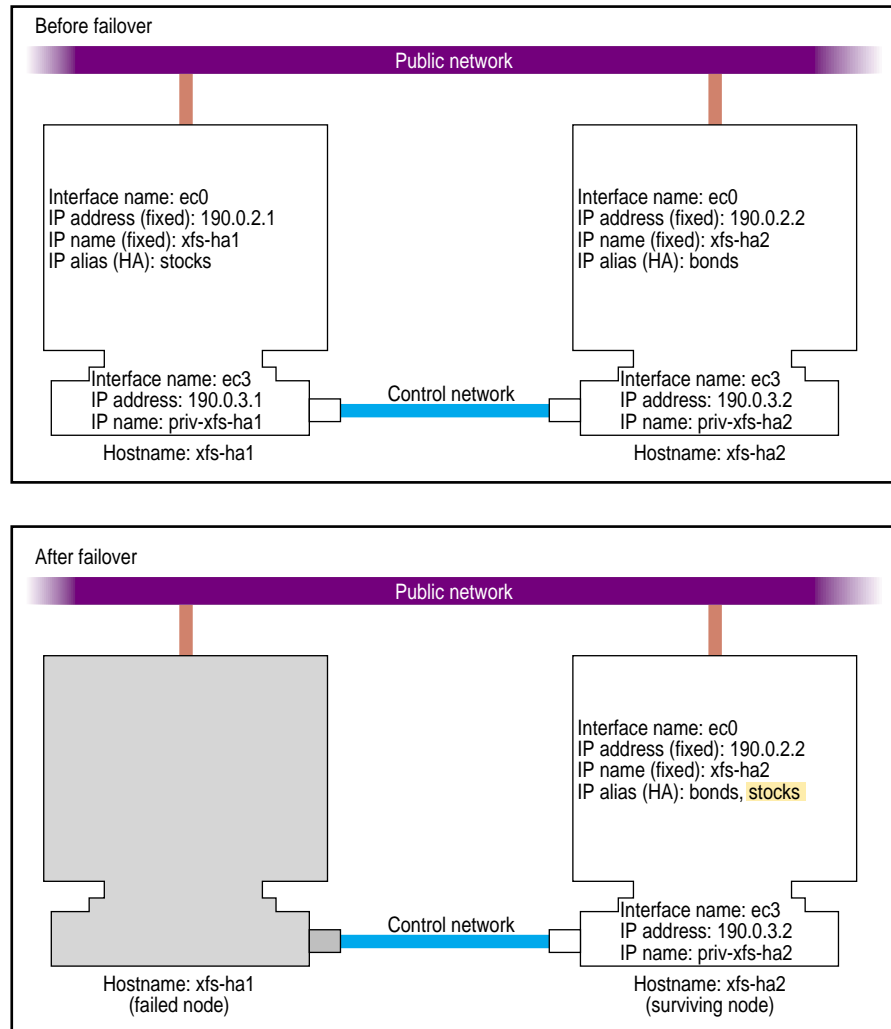 Before failover
Public network
Interface name: ec0
IP address (fixed): 190.0.2.1
IP name (fixed): xfs-ha1
IP alias (HA): stocks
Interface name: ec0
IP address (fixed): 190.0.2.2
IP name (fixed): xfs-ha2
IP alias (HA): bonds
Interface name: ec3
IP address: 190.0.3.1
IP name: priv-xfs-ha1
Control network
Interface name: ec3
IP address: 190.0.3.2
IP name: priv-xfs-ha2
Hostname: xfs-ha1
Hostname: xfs-ha2
After failover
Public network
Interface name: ec0
IP address (fixed): 190.0.2.2
IP name (fixed): xfs-ha2
IP alias (HA): bonds, stocks
Control network
Interface name: ec3
IP address: 190.0.3.2
IP name: priv-xfs-ha2
Hostname: xfs-ha1
(failed node)
Hostname: xfs-ha2
(surviving node)